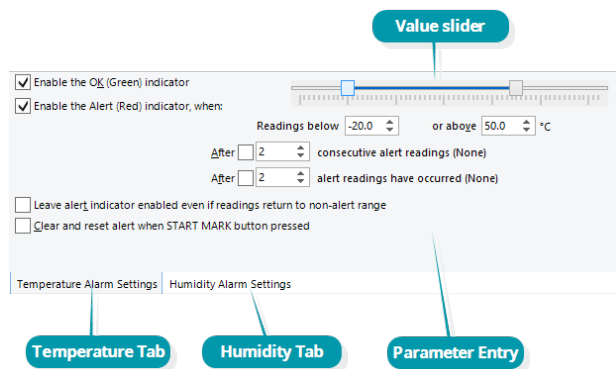 Value slider
Enable the OK (Green) indicator
Enable the Alert (Red) indicator, when:
Readings below -20.0 or above 50.0 °C
After 2 consecutive alert readings (None)
After 2 alert readings have occurred (None)
Leave alert indicator enabled even if readings return to non-alert range
Clear and reset alert when START MARK button pressed
Temperature Alarm Settings Humidity Alarm Settings
Temperature Tab Humidity Tab Parameter Entry